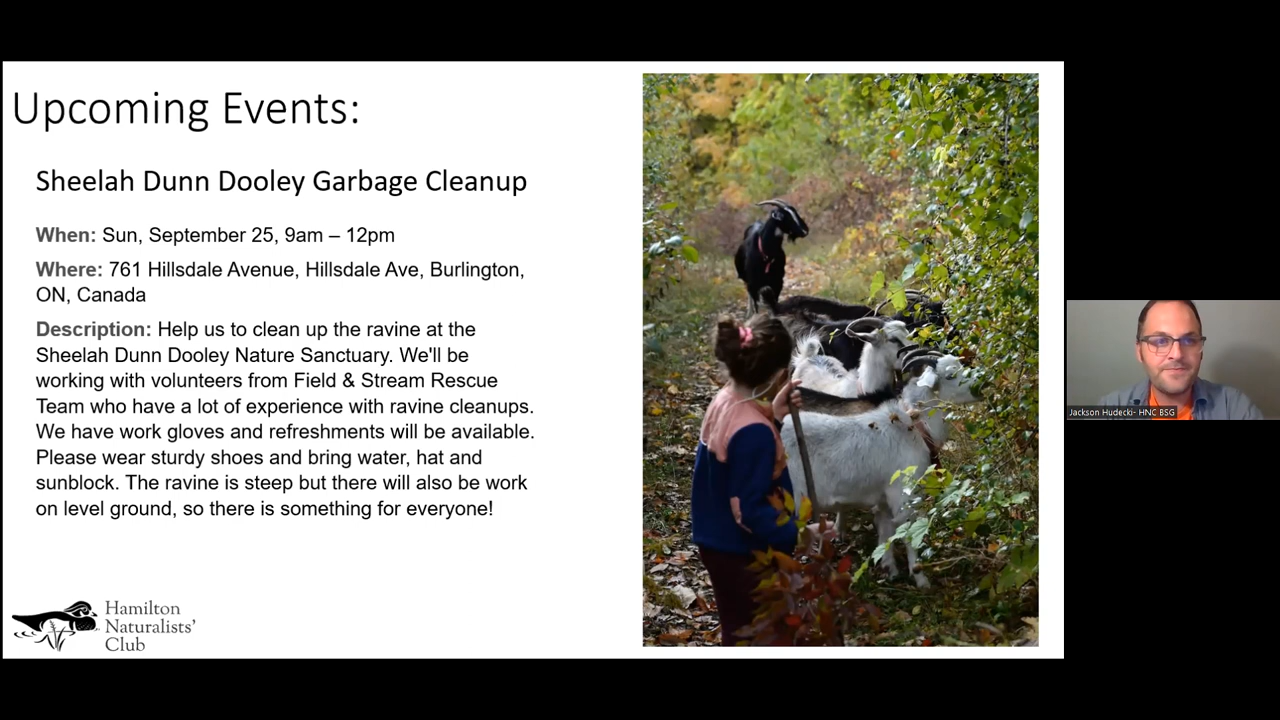 Upcoming Events:
Sheelah Dunn Dooley Garbage Cleanup
When: Sun, September 25, 9am – 12pm
Where: 761 Hillsdale Avenue, Hillsdale Ave, Burlington,
ON, Canada
Description: Help us to clean up the ravine at the
Sheelah Dunn Dooley Nature Sanctuary. We'll be
working with volunteers from Field & Stream Rescue
Team who have a lot of experience with ravine cleanups.
We have work gloves and refreshments will be available.
Please wear sturdy shoes and bring water, hat and
sunblock. The ravine is steep but there will also be work
on level ground, so there is something for everyone!
Hamilton
Naturalists’
Club
Jackson Hudecki- HNC BSG